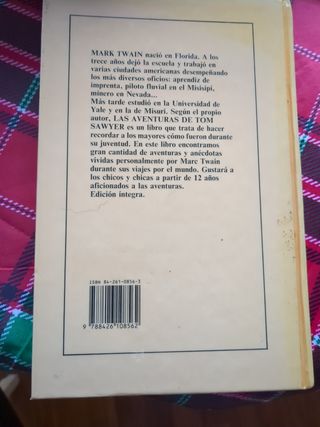 MARK TWAIN nació en Florida. A los
trece años dejó la escuela y trabajó en
varias ciudades americanas desempeñando
los más diversos oficios: aprendiz de
imprenta, piloto fluvial en el Misisipi,
minero en Nevada...
Más tarde estudió en la Universidad de
Yale y en la de Misuri. Según el propio
autor, LAS AVENTURAS DE TOM
SAWYER es un libro que trata de hacer
recordar a los mayores cómo fueron durante
su juventud. En este libro encontramos
gran cantidad de aventuras y anécdotas
vividas personalmente por Marc Twain
durante sus viajes por el mundo. Gustará a
los chicos y chicas a partir de 12 años
aficionados a las aventuras.
Edición íntegra.
ISBN 84-261-0856-3
9 788426 108562